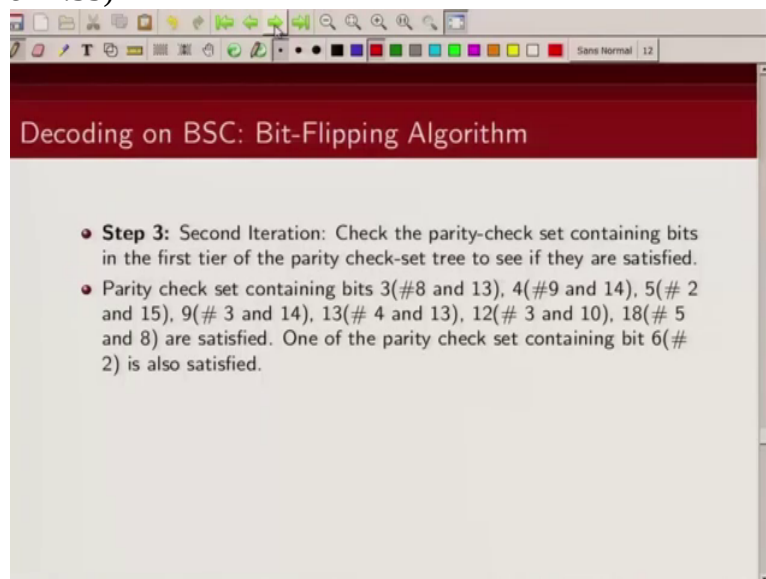 T
Sans Normal 12
Decoding on BSC: Bit-Flipping Algorithm
Step 3: Second Iteration: Check the parity-check set containing bits
in the first tier of the parity check-set tree to see if they are satisfied.
Parity check set containing bits 3(#8 and 13), 4(#9 and 14), 5(# 2
and 15), 9(# 3 and 14), 13(# 4 and 13), 12(# 3 and 10), 18(# 5
and 8) are satisfied. One of the parity check set containing bit 6(#
2) is also satisfied.